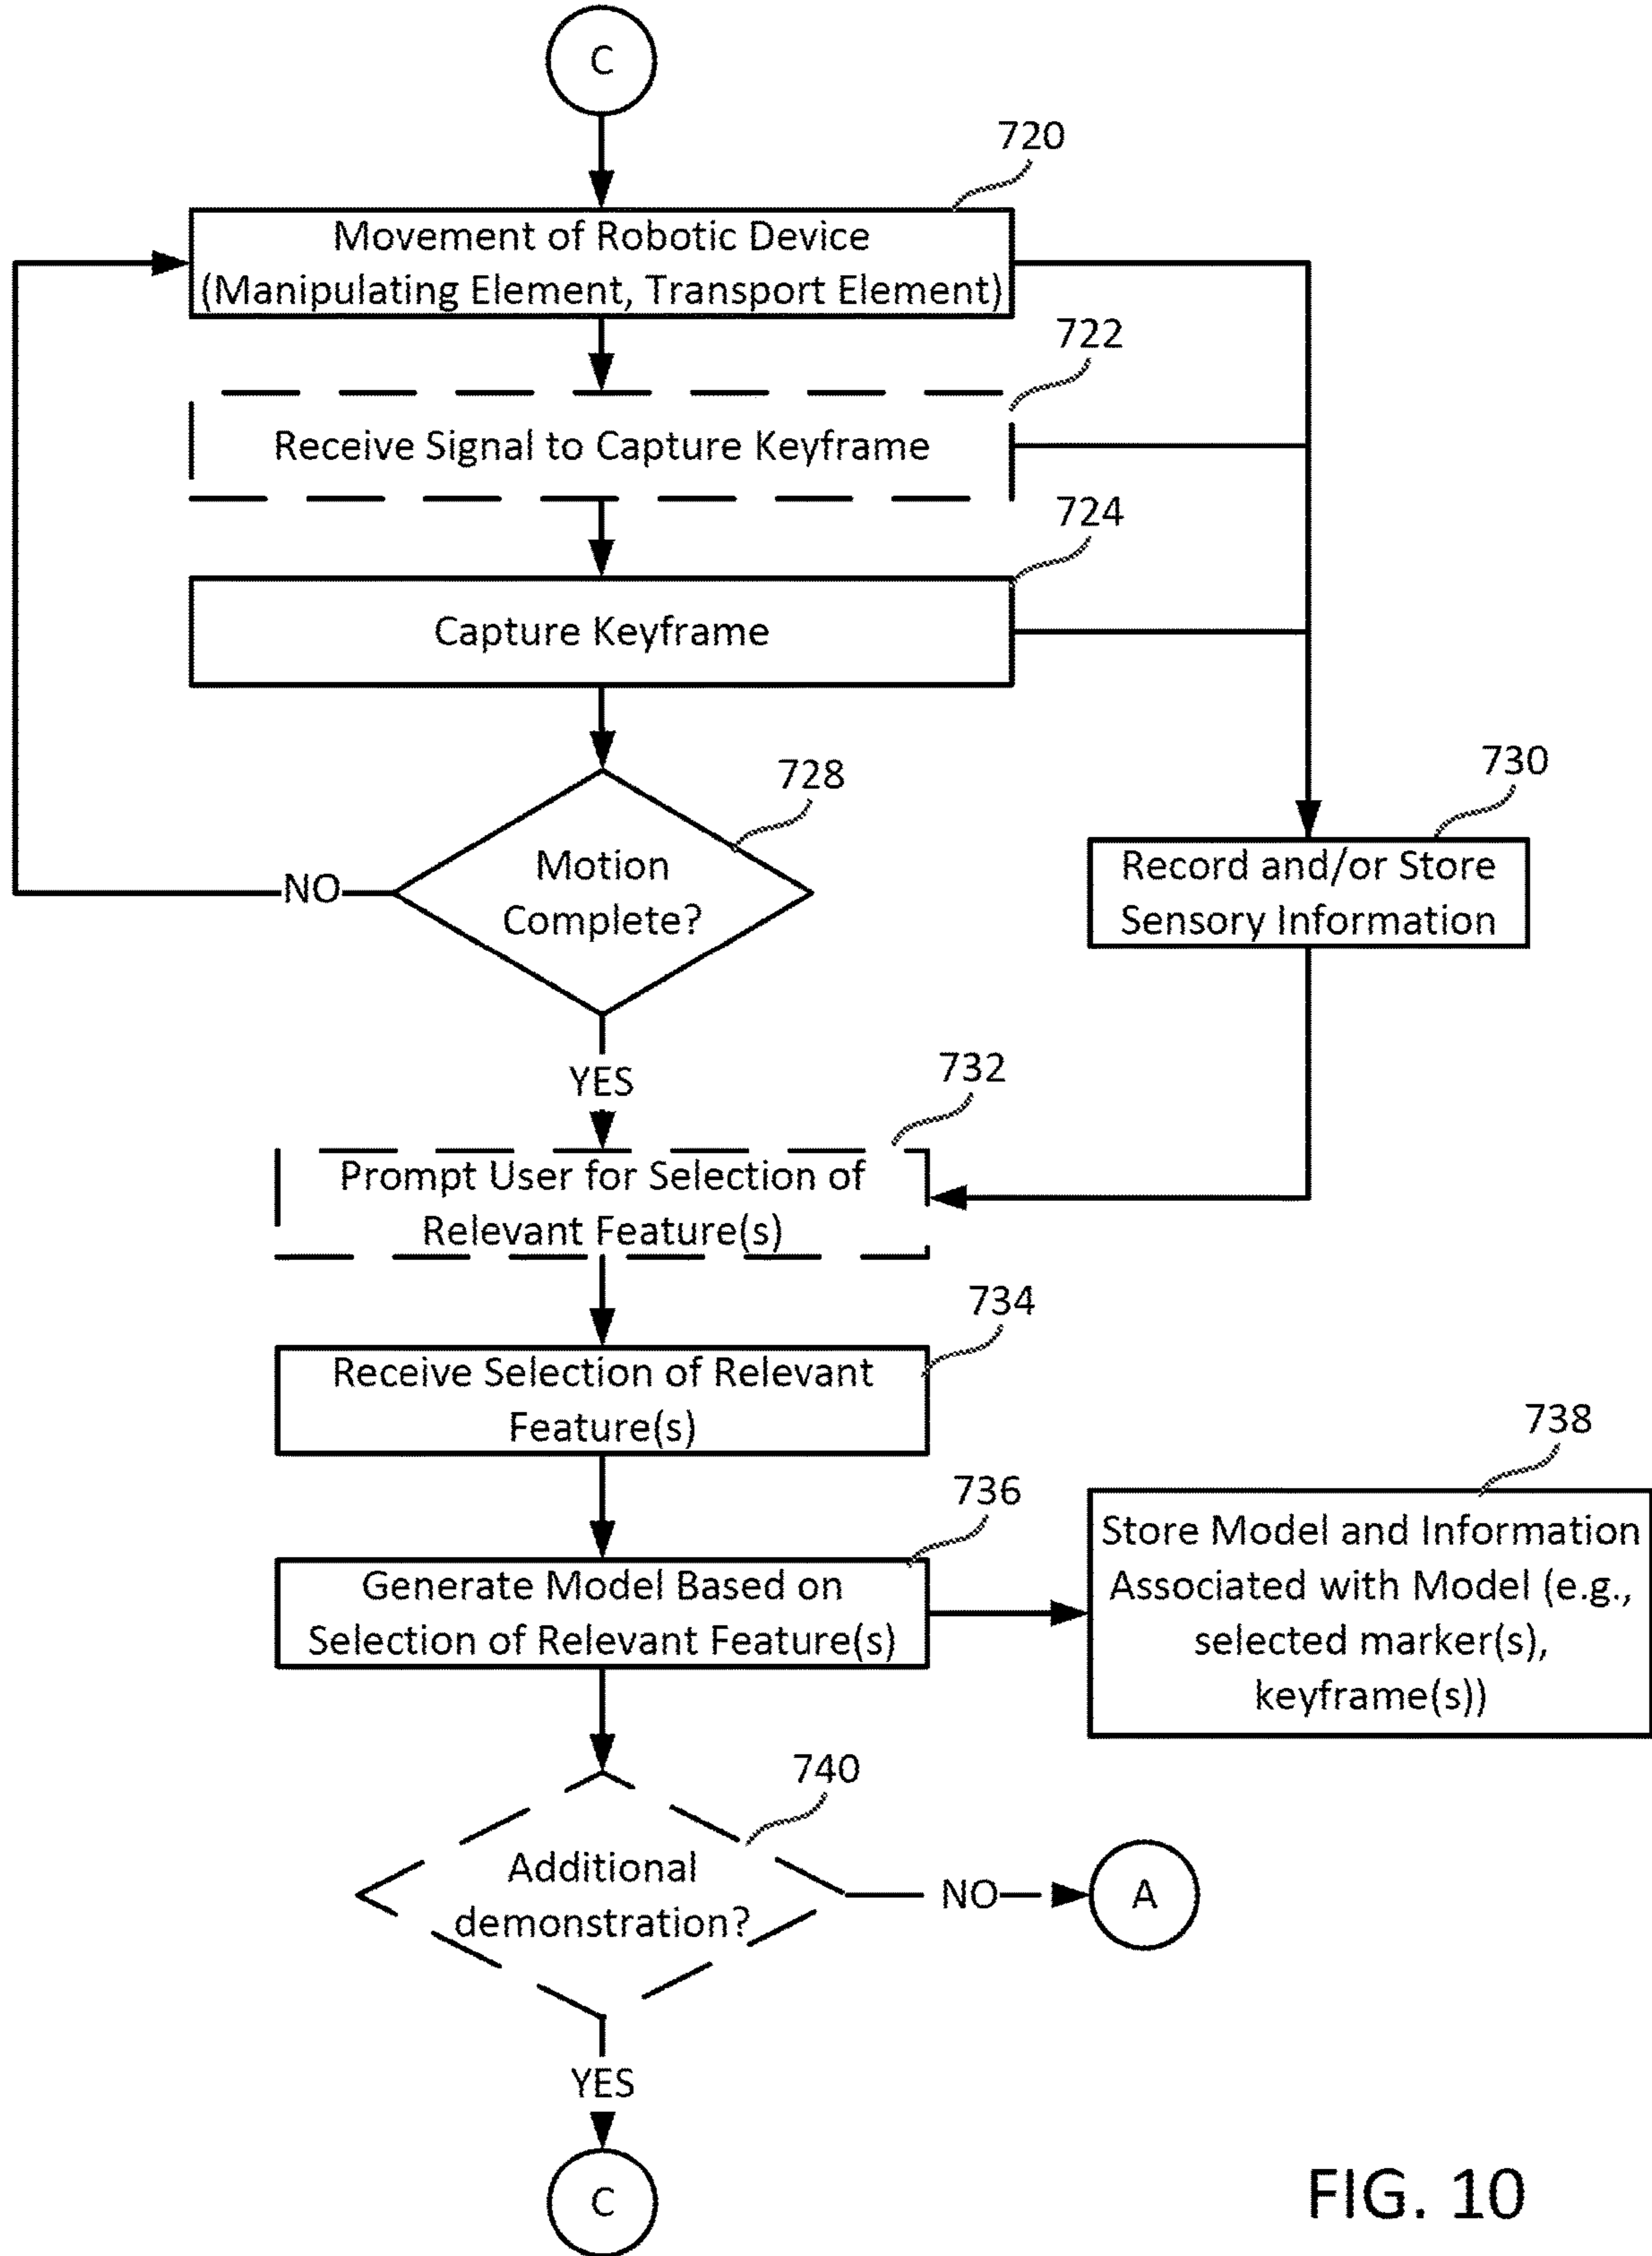 C
720
Movement of Robotic Device
(Manipulating Element, Transport Element)
722
Receive Signal to Capture Keyframe
724
Capture Keyframe
728
Motion
Complete?
NO
730
Record and/or Store
Sensory Information
YES
732
Prompt User for Selection of
Relevant Feature(s)
734
Receive Selection of Relevant
Feature(s)
736
Generate Model Based on
Selection of Relevant Feature(s)
738
Store Model and Information
Associated with Model (e.g.,
selected marker(s),
keyframe(s))
740
Additional
demonstration?
NO
A
YES
C
FIG. 10